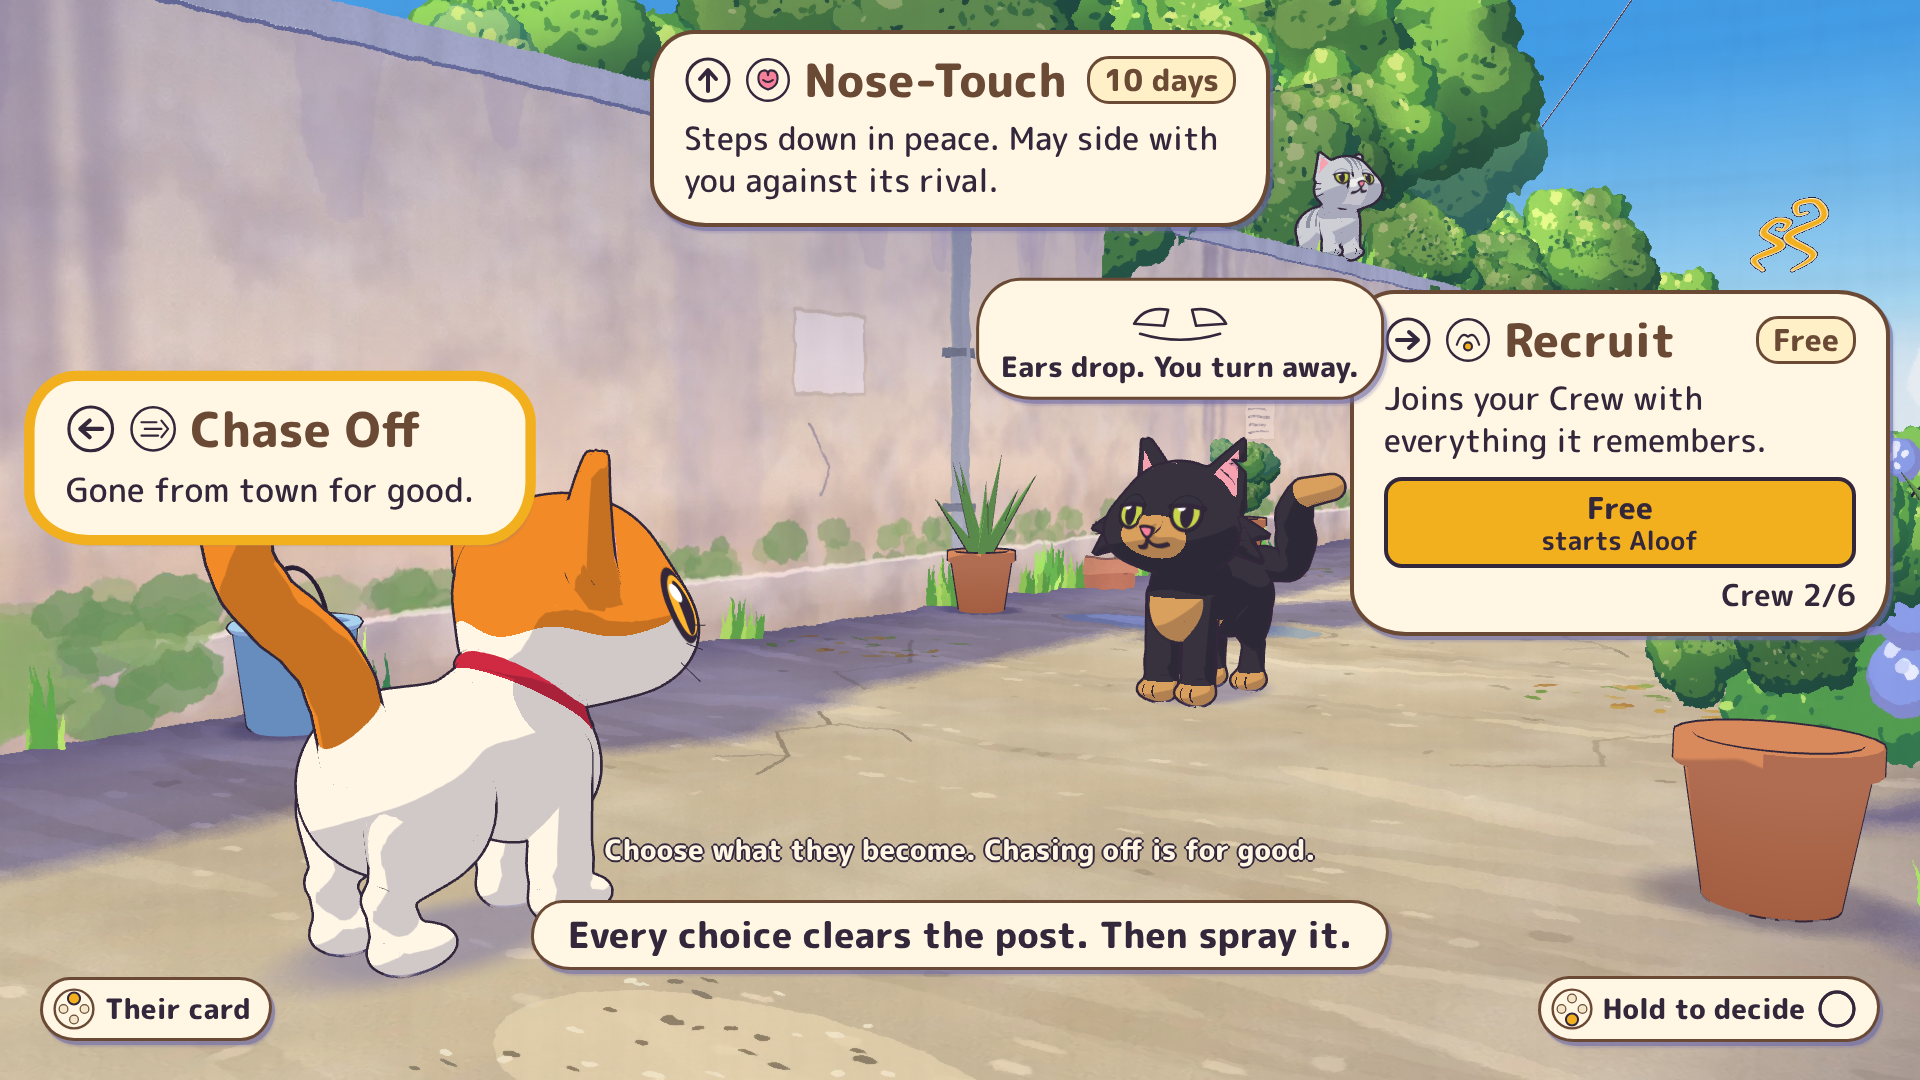 Nose-Touch
10 days
Steps down in peace. May side with
you against its rival.
Ears drop. You turn away.
Recruit
Free
Joins your Crew with
everything it remembers.
Free
starts Aloof
Crew 2/6
Chase Off
Gone from town for good.
Choose what they become. Chasing off is for good.
Every choice clears the post. Then spray it.
Their card
Hold to decide